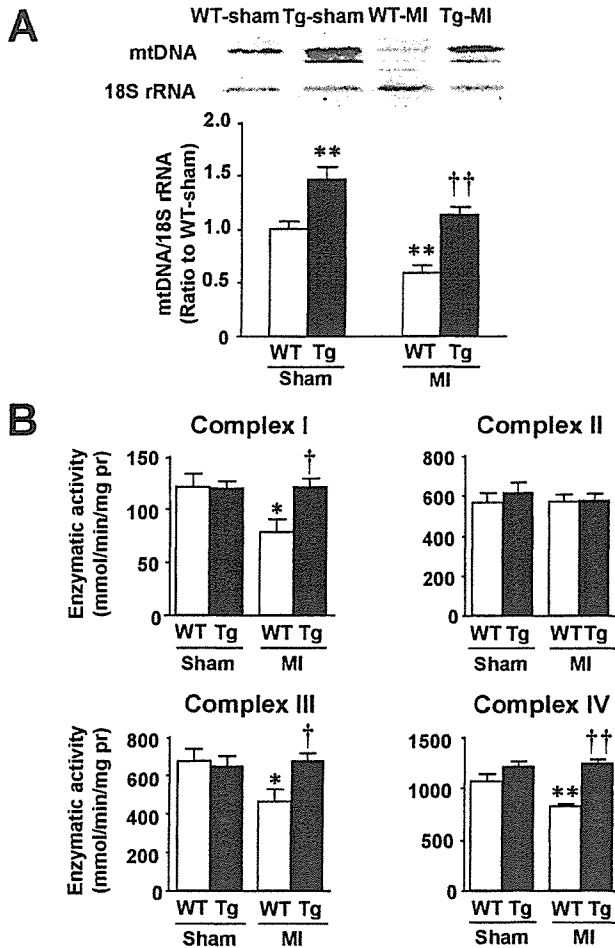 A
WT-sham Tg-sham WT-MI Tg-MI
mtDNA
18S rRNA
mtDNA/18S rRNA
(Ratio to WT-sham)
2.0
1.5
1.0
0.5
0
**
**
††
WT Tg WT Tg
Sham MI
B
Complex I
Enzymatic activity
(mmol/min/mg pr)
150
100
50
0
*
†
WT Tg WT Tg
Sham MI
Complex II
800
600
400
200
0
WT Tg WT Tg
Sham MI
Complex III
Enzymatic activity
(mmol/min/mg pr)
800
600
400
200
0
*
†
WT Tg WT Tg
Sham MI
Complex IV
1500
1000
500
0
**
††
WT Tg WT Tg
Sham MI